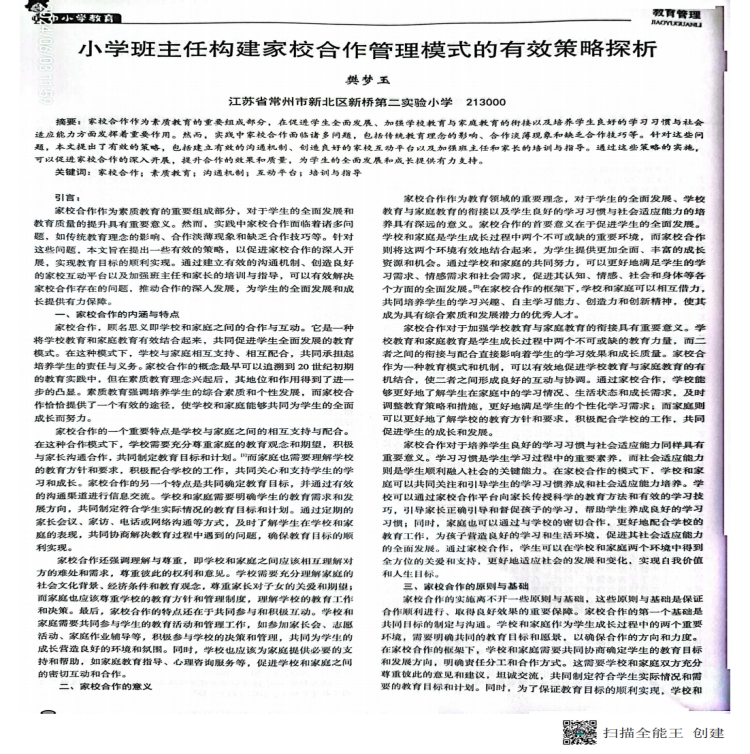 中小学教育
教育管理
JIAOYUGUANLI
小学班主任构建家校合作管理模式的有效策略探析
樊梦玉
江苏省常州市新北区新桥第二实验小学 213000
摘要：家校合作作为素质教育的重要组成部分，在促进学生全面发展、加强学校教育与家庭教育的衔接以及培养学生良好的学习习惯与社会
适应能力方面发挥着重要作用。然而，实践中家校合作面临诸多问题，包括传统教育理念的影响、合作淡薄现象和缺乏合作技巧等。针对这些问
题，本文提出了有效的策略，包括建立有效的沟通机制、创造良好的家校互动平台以及加强班主任和家长的培训与指导。通过这些策略的实施，
可以促进家校合作的深入开展，提升合作的效果和质量，为学生的全面发展和成长提供有力支持。
关键词：家校合作；素质教育；沟通机制；互动平台；培训与指导
引言：
家校合作作为素质教育的重要组成部分，对于学生的全面发展和
教育质量的提升具有重要意义。然而，实践中家校合作面临着诸多问
题，如传统教育理念的影响、合作淡薄现象和缺乏合作技巧等。针对
这些问题，本文旨在提出一些有效的策略，以促进家校合作的深入开
展，实现教育目标的顺利实现。通过建立有效的沟通机制、创造良好
的家校互动平台以及加强班主任和家长的培训与指导，可以有效解决
家校合作存在的问题，推动合作的深入发展，为学生的全面发展和成
长提供有力保障。
一、家校合作的内涵与特点
家校合作，顾名思义即学校和家庭之间的合作与互动。它是一种
将学校教育和家庭教育有效结合起来，共同促进学生全面发展的教育
模式。在这种模式下，学校与家庭相互支持、相互配合，共同承担起
培养学生的责任与义务。家校合作的概念最早可以追溯到 20 世纪初期
的教育实践中，但在素质教育理念兴起后，其地位和作用得到了进一
步的凸显。素质教育强调培养学生的综合素质和个性发展，而家校合
作恰恰提供了一个有效的途径，使学校和家庭能够共同为学生的全面
成长而努力。
家校合作的一个重要特点是学校与家庭之间的相互支持与配合。
在这种合作模式下，学校需要充分尊重家庭的教育观念和期望，积极
与家长沟通合作，共同制定教育目标和计划。[1]而家庭也需要理解学校
的教育方针和要求，积极配合学校的工作，共同关心和支持学生的学
习和成长。家校合作的另一个特点是共同确定教育目标，并通过有效
的沟通渠道进行信息交流。学校和家庭需要明确学生的教育需求和发
展方向，共同制定符合学生实际情况的教育目标和计划。通过定期的
家长会议、家访、电话或网络沟通等方式，及时了解学生在学校和家
庭的表现，共同协商解决教育过程中遇到的问题，确保教育目标的顺
利实现。
家校合作还强调理解与尊重，即学校和家庭之间应该相互理解对
方的难处和需求，尊重彼此的权利和意见。学校需要充分理解家庭的
社会文化背景、经济条件和教育观念，尊重家长对子女的关爱和期望；
而家庭也应该尊重学校的教育方针和管理制度，理解学校的教育工作
和决策。最后，家校合作的特点还在于共同参与和积极互动。学校和
家庭需要共同参与学生的教育活动和管理工作，如参加家长会、志愿
活动、家庭作业辅导等，积极参与学校的决策和管理，共同为学生的
成长营造良好的环境和氛围。同时，学校也应该为家庭提供必要的支
持和帮助，如家庭教育指导、心理咨询服务等，促进学校和家庭之间
的密切互动和合作。
二、家校合作的意义
家校合作作为教育领域的重要理念，对于学生的全面发展、学校
教育与家庭教育的衔接以及学生良好的学习习惯与社会适应能力的培
养具有深远的意义。家校合作的首要意义在于促进学生的全面发展。
学校和家庭是学生成长过程中两个不可或缺的重要环境，而家校合作
则将这两个环境有效地结合起来，为学生提供更加全面、丰富的成长
资源和机会。通过学校和家庭的共同努力，可以更好地满足学生的学
习需求、情感需求和社会需求，促进其认知、情感、社会和身体等各
个方面的全面发展。[2]在家校合作的框架下，学校和家庭可以相互借力，
共同培养学生的学习兴趣、自主学习能力、创造力和创新精神，使其
成为具有综合素质和发展潜力的优秀人才。
家校合作对于加强学校教育与家庭教育的衔接具有重要意义。学
校教育和家庭教育是学生成长过程中两个不可或缺的教育力量，而二
者之间的衔接与配合直接影响着学生的学习效果和成长质量。家校合
作为一种教育模式和机制，可以有效地促进学校教育与家庭教育的有
机结合，使二者之间形成良好的互动与协调。通过家校合作，学校能
够更好地了解学生在家庭中的学习情况、生活状态和成长需求，及时
调整教育策略和措施，更好地满足学生的个性化学习需求；而家庭则
可以更好地了解学校的教育方针和要求，积极配合学校的工作，共同
促进学生的成长和发展。
家校合作对于培养学生良好的学习习惯与社会适应能力同样具有
重要意义。学习习惯是学生学习过程中的重要素养，而社会适应能力
则是学生顺利融入社会的关键能力。在家校合作的模式下，学校和家
庭可以共同关注和引导学生的学习习惯养成和社会适应能力培养。学
校可以通过家校合作平台向家长传授科学的教育方法和有效的学习技
巧，引导家长正确引导和督促孩子的学习，帮助学生养成良好的学习
习惯；同时，家庭也可以通过与学校的密切合作，更好地配合学校的
教育工作，为孩子营造良好的学习和生活环境，促进其社会适应能力
的全面发展。通过家校合作，学生可以在学校和家庭两个环境中得到
全方位的关爱和支持，更好地适应社会的发展和变化，实现自我价值
和人生目标。
三、家校合作的原则与基础
家校合作的实施离不开一些原则与基础，这些原则与基础是保证
合作顺利进行、取得良好效果的重要保障。家校合作的第一个基础是
共同目标的制定与沟通。学校和家庭作为学生成长过程中的两个重要
环境，需要明确共同的教育目标和愿景，以确保合作的方向和力度。
在家校合作的框架下，学校和家庭需要共同协商确定学生的教育目标
和发展方向，明确责任分工和合作方式。这需要学校和家庭双方充分
尊重彼此的意见和建议，坦诚交流，共同制定符合学生实际情况和需
要的教育目标和计划。同时，为了保证教育目标的顺利实现，学校和
扫描全能王 创建